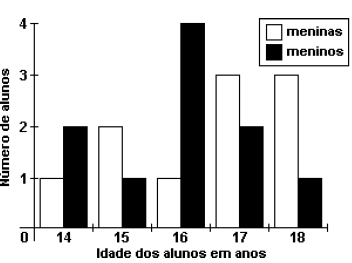 4
3
2
1
0
Número de alunos
meninas
meninos
14 15 16 17 18
Idade dos alunos em anos